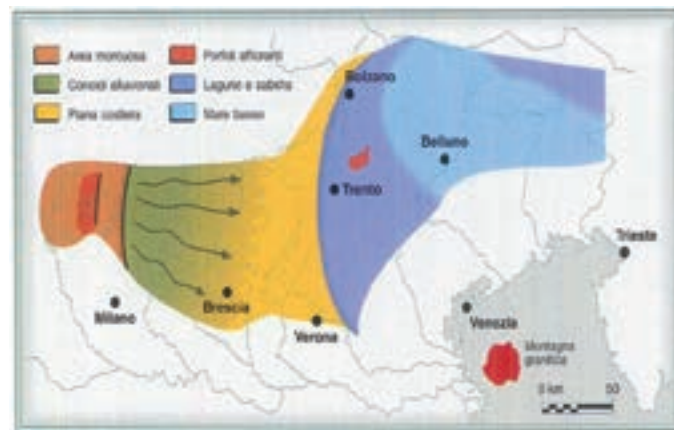 Area montuosa
Porfidi affioranti
Conoidi alluvionali
Lagune e sabkha
Piana costiera
Mare basso
Bolzano
Belluno
Trento
Trieste
Brescia
Milano
Verona
Venezia
Montagna
granitica
0 km 50